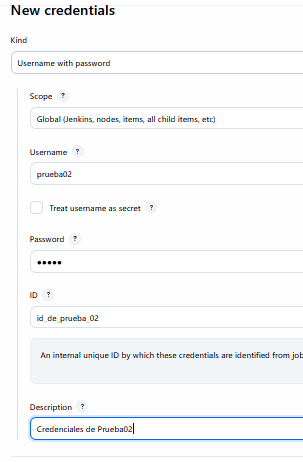 New credentials
Kind
Username with password
Scope ?
Global (Jenkins, nodes, items, all child items, etc)
Username ?
prueba02
Treat username as secret ?
Password ?
•••••
ID ?
id_de_prueba_02
An internal unique ID by which these credentials are identified from job
Description ?
Credenciales de Prueba02